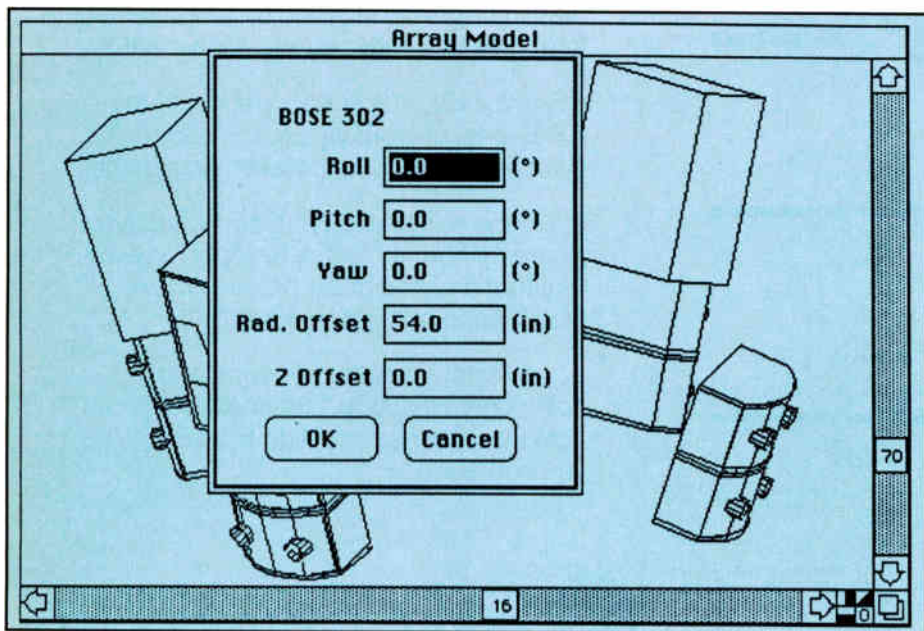 Array Model
BOSE 302
Roll 0.0 (°)
Pitch 0.0 (°)
Yaw 0.0 (°)
Rad. Offset 54.0 (in)
Z Offset 0.0 (in)
OK Cancel
70
16
0